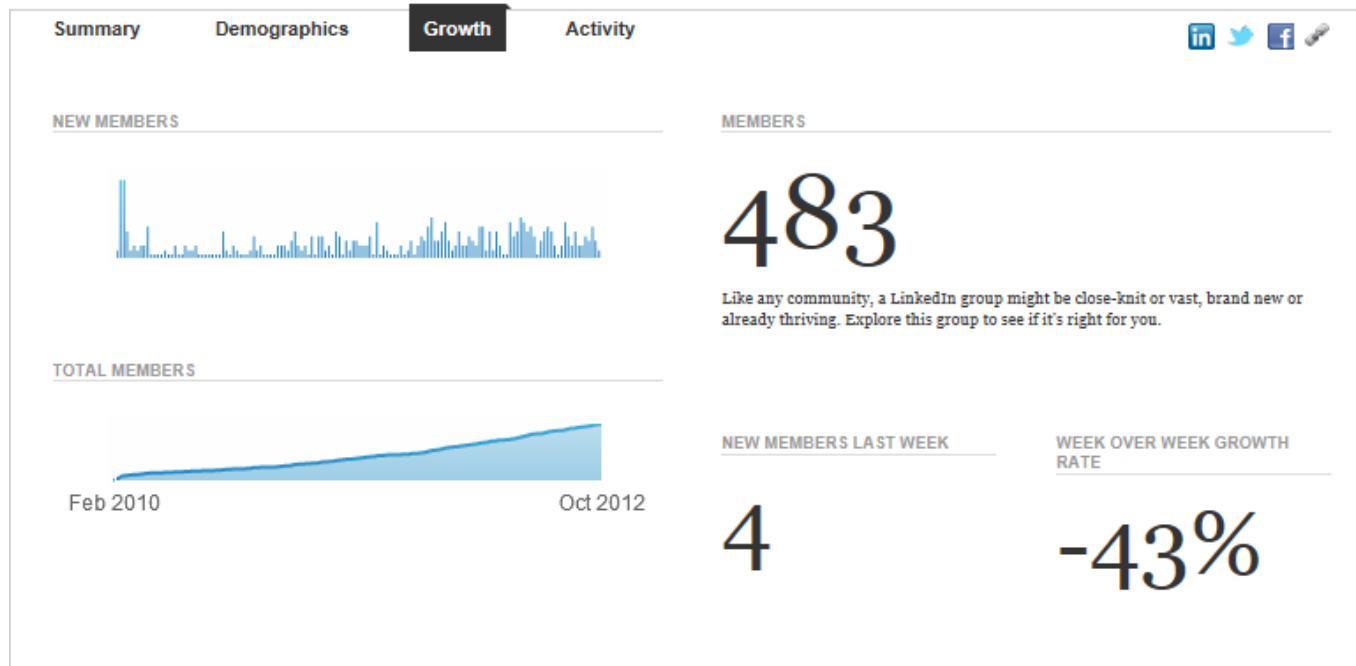 Summary Demographics Growth Activity
in f
NEW MEMBERS
MEMBERS
483
Like any community, a LinkedIn group might be close-knit or vast, brand new or
already thriving. Explore this group to see if it's right for you.
TOTAL MEMBERS
Feb 2010 Oct 2012
NEW MEMBERS LAST WEEK
4
WEEK OVER WEEK GROWTH
RATE
-43%